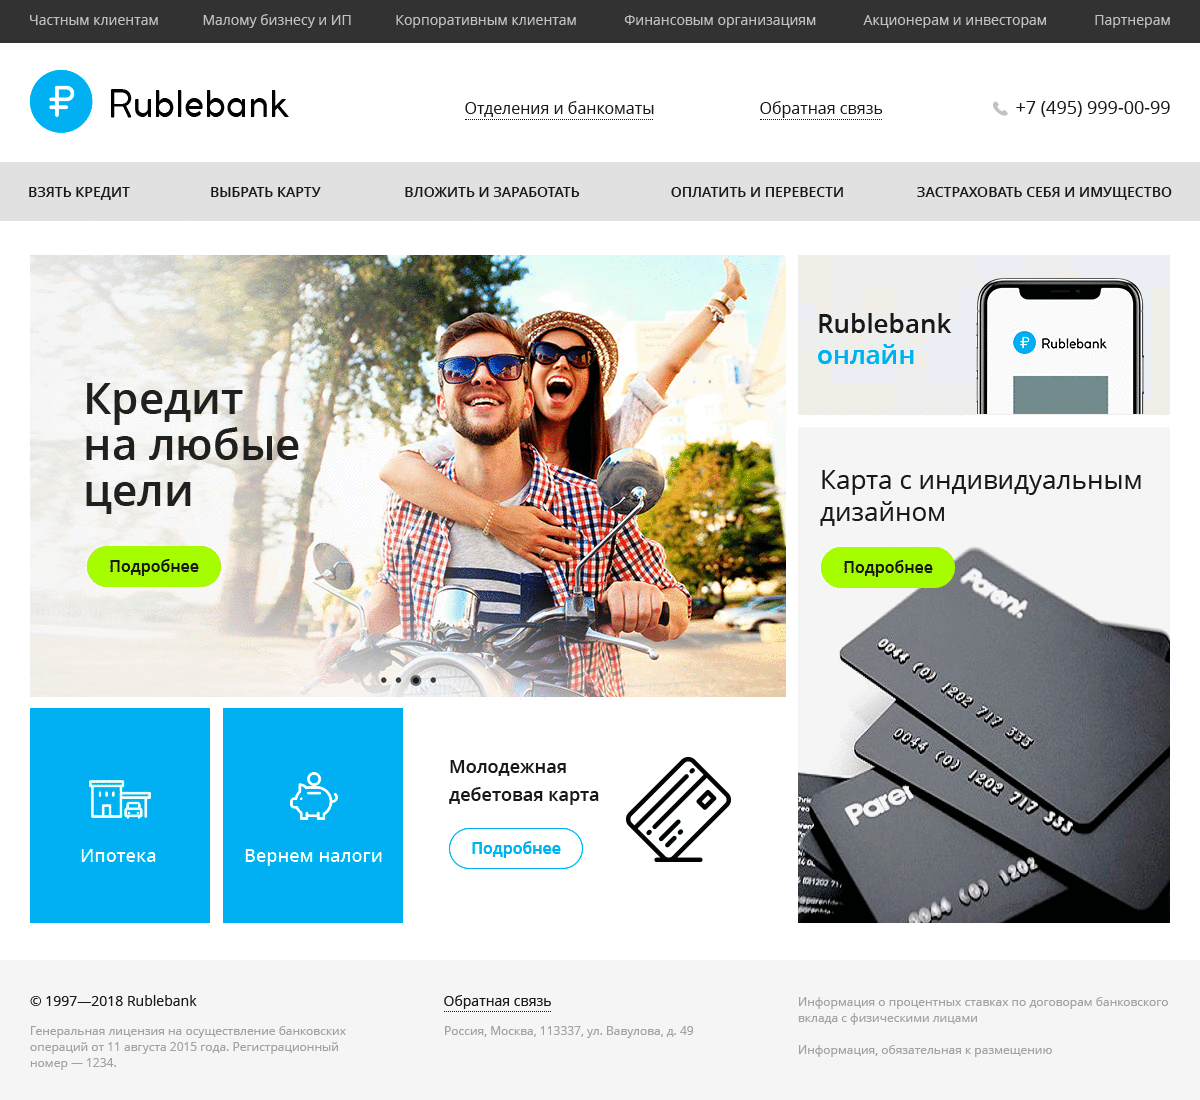 Частным клиентам Малому бизнесу и ИП Корпоративным клиентам Финансовым организациям Акционерам и инвесторам Партнерам
Rublebank
Отделения и банкоматы
Обратная связь
+7 (495) 999-00-99
ВЗЯТЬ КРЕДИТ ВЫБРАТЬ КАРТУ ВЛОЖИТЬ И ЗАРАБОТАТЬ ОПЛАТИТЬ И ПЕРЕВЕСТИ ЗАСТРАХОВАТЬ СЕБЯ И ИМУЩЕСТВО
Кредит
на любые
цели
Подробнее
Rublebank
онлайн
Rublebank
Карта с индивидуальным
дизайном
Подробнее
Parent.
0044 (0) 1202 717 333
0044 (0) 1202 717 333
0044 (0) 1202
Ипотека
Вернем налоги
Молодежная
дебетовая карта
Подробнее
© 1997—2018 Rublebank
Генеральная лицензия на осуществление банковских
операций от 11 августа 2015 года. Регистрационный
номер — 1234.
Обратная связь
Россия, Москва, 113337, ул. Вавулова, д. 49
Информация о процентных ставках по договорам банковского
вклада с физическими лицами
Информация, обязательная к размещению